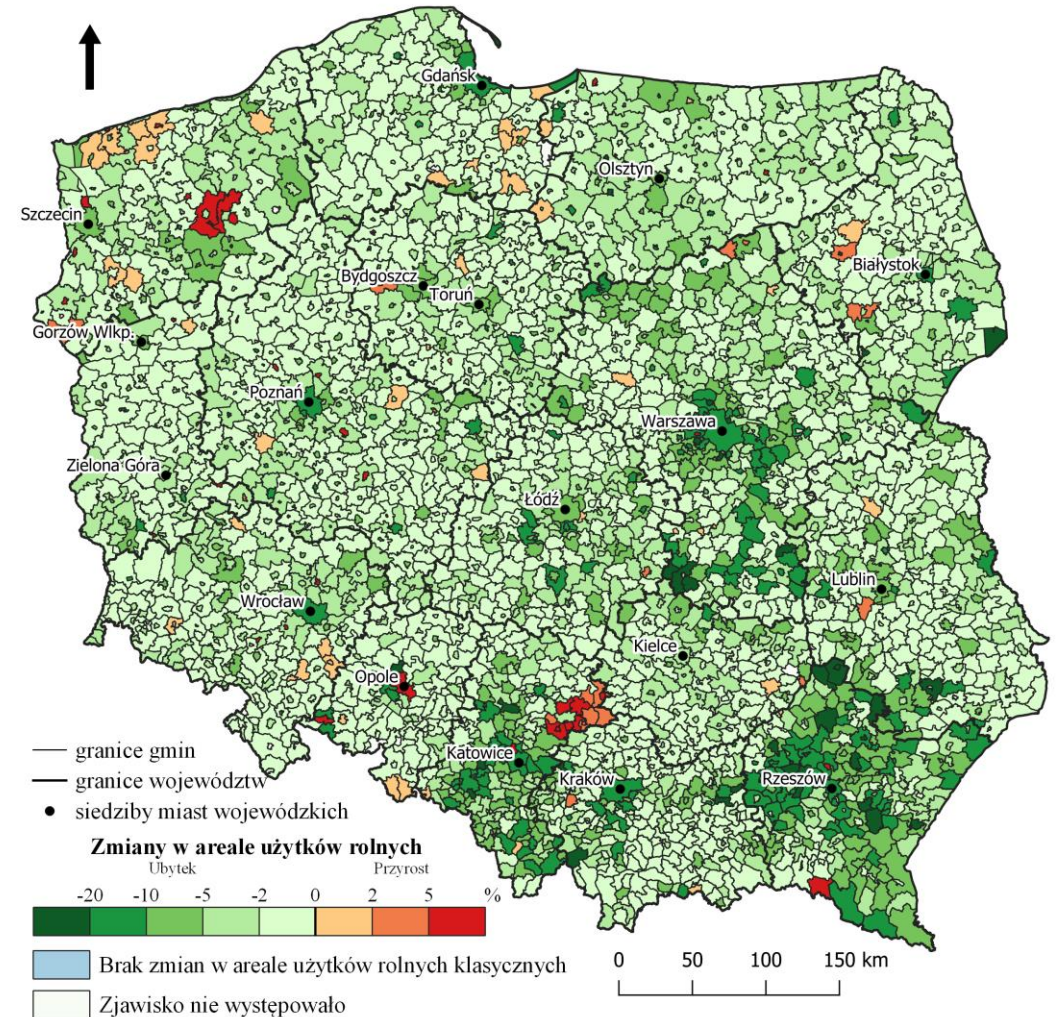 Gdańsk
Olsztyn
Szczecin
Białystok
Bydgoszcz
Toruń
Gorzów Wlkp.
Poznań
Warszawa
Zielona Góra
Łódź
Lublin
Wrocław
Kielce
Opole
Katowice
Kraków
Rzeszów
granice gmin
granice województw
siedziby miast wojewódzkich
Zmiany w areale użytków rolnych
Ubytek Przyrost
-20 -10 -5 -2 0 2 5 %
Brak zmian w areale użytków rolnych klasycznych
Zjawisko nie występowało
0 50 100 150 km